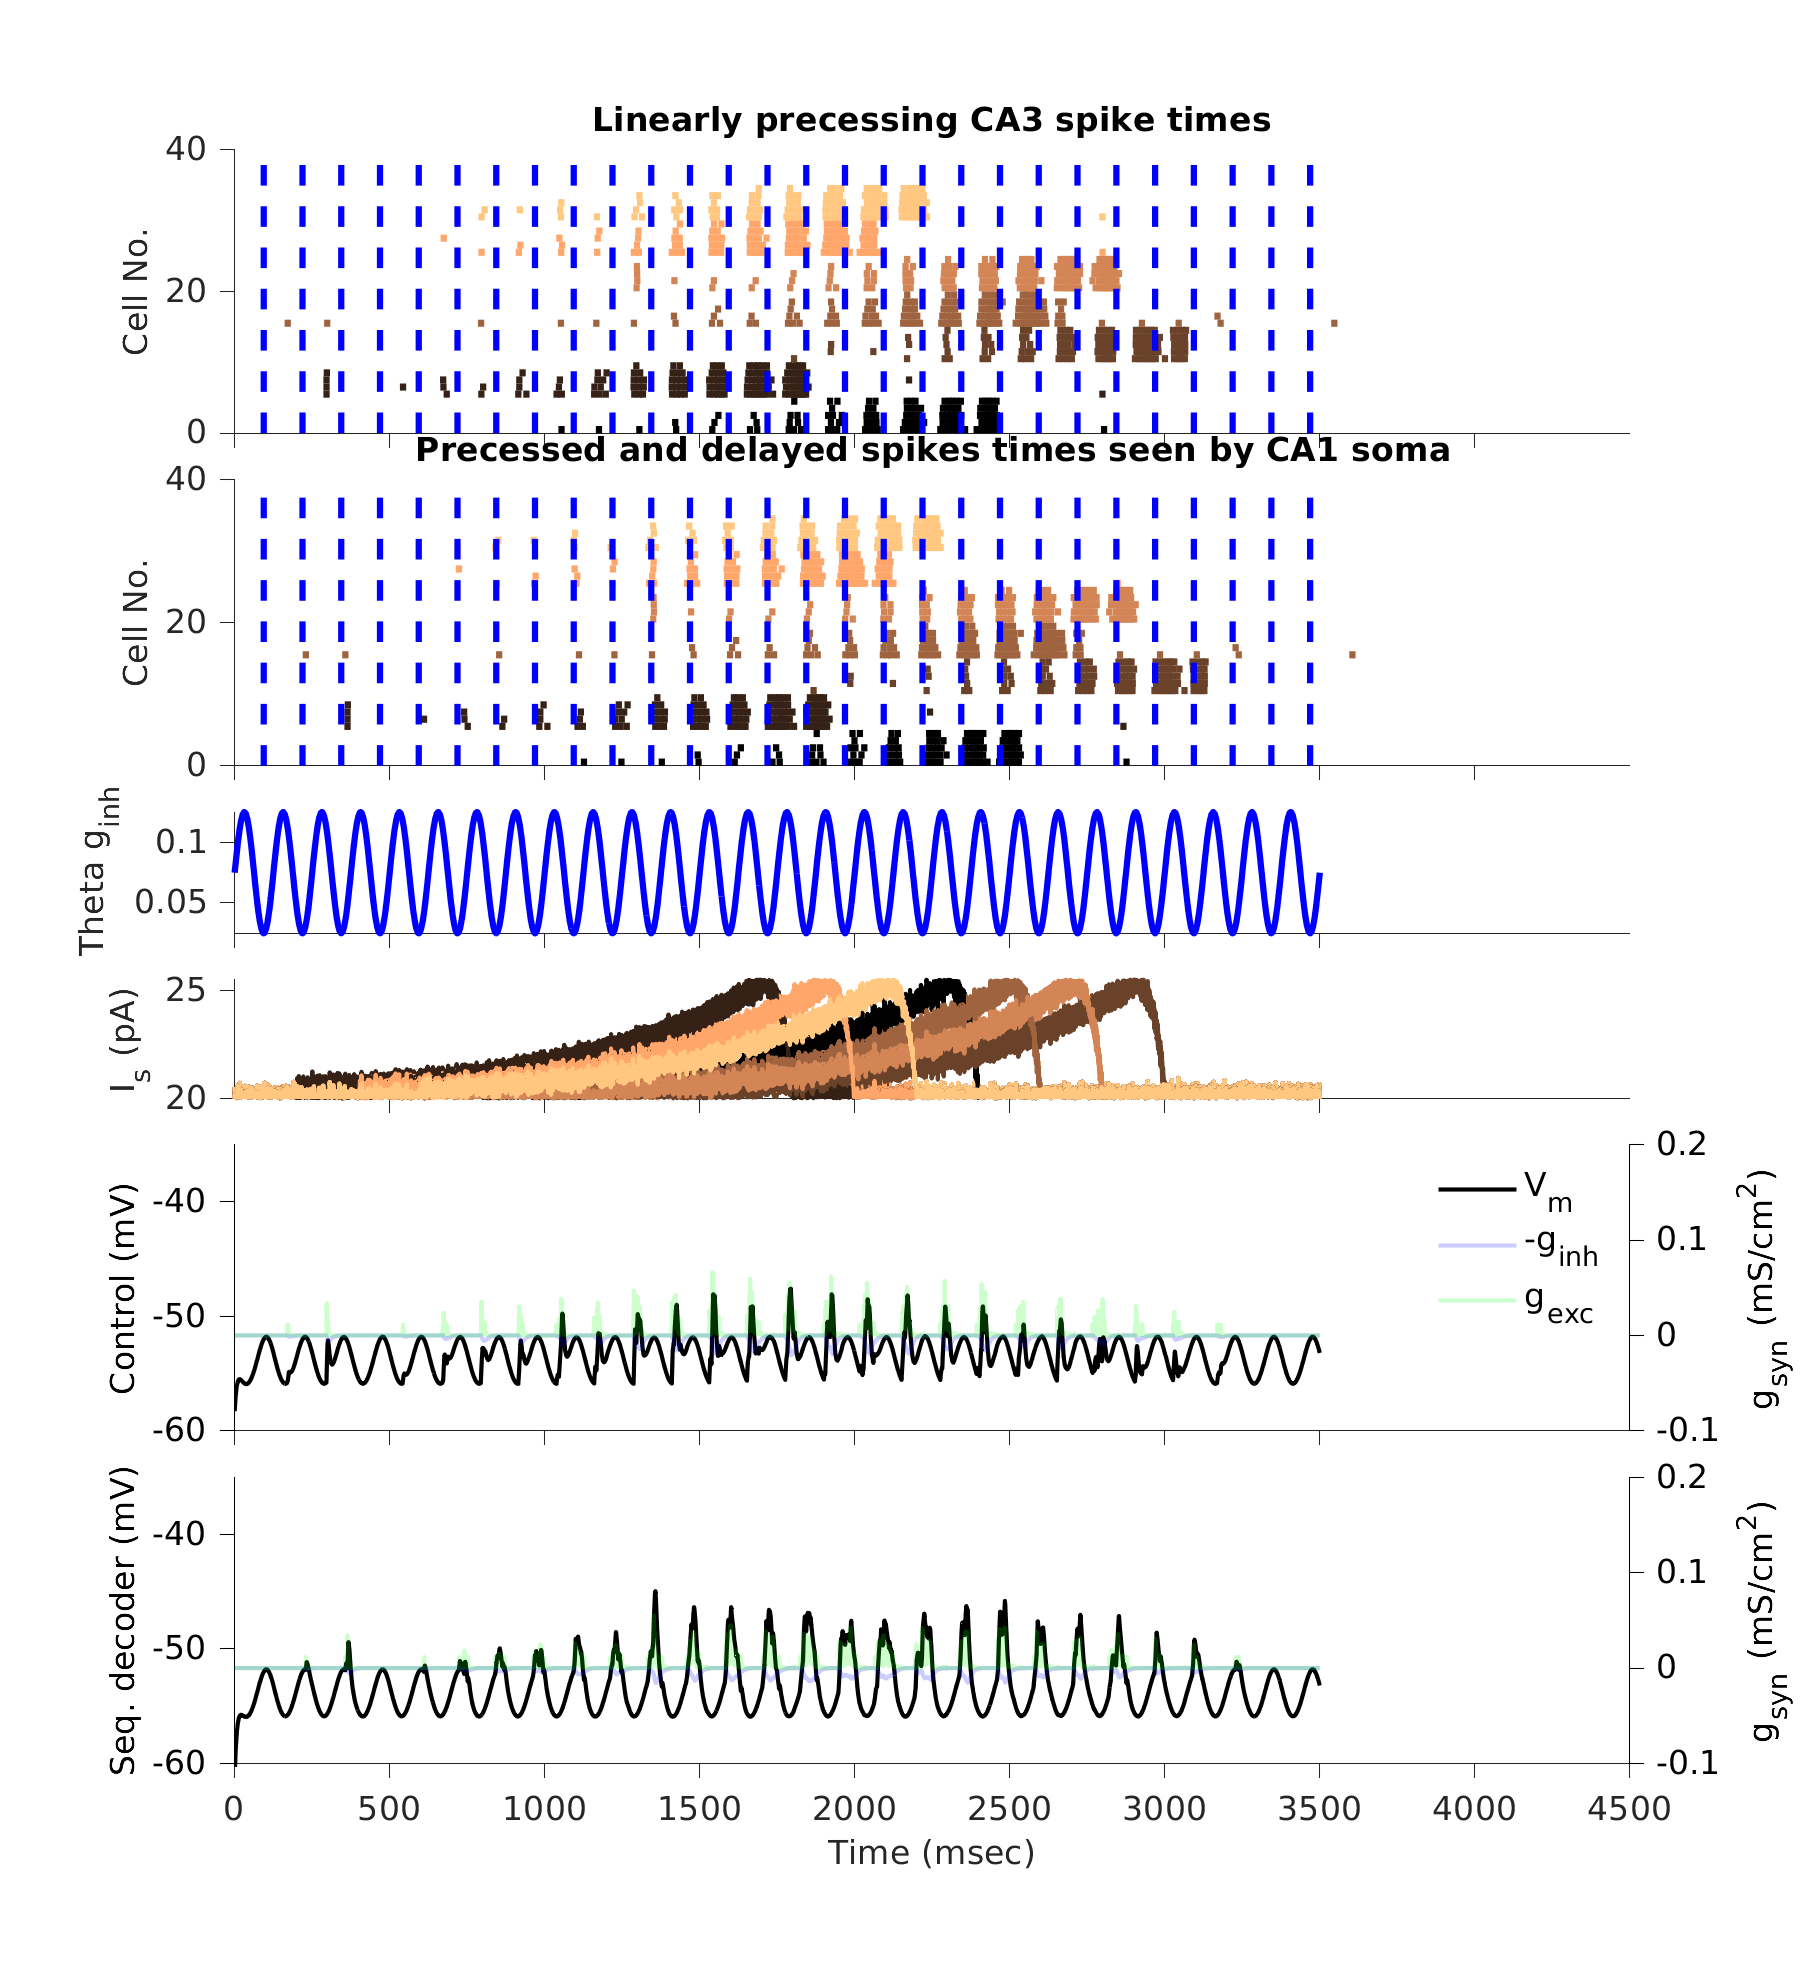 Linearly precessing CA3 spike times
40
20
0
Cell No.
Precessed and delayed spikes times seen by CA1 soma
40
20
0
Cell No.
0.1
0.05
Theta g_inh
25
20
I_s (pA)
-40
-50
-60
Control (mV)
V_m
-g_inh
g_exc
0.2
0.1
0
-0.1
g_syn (mS/cm^2)
-40
-50
-60
Seq. decoder (mV)
0.2
0.1
0
-0.1
g_syn (mS/cm^2)
0 500 1000 1500 2000 2500 3000 3500 4000 4500
Time (msec)